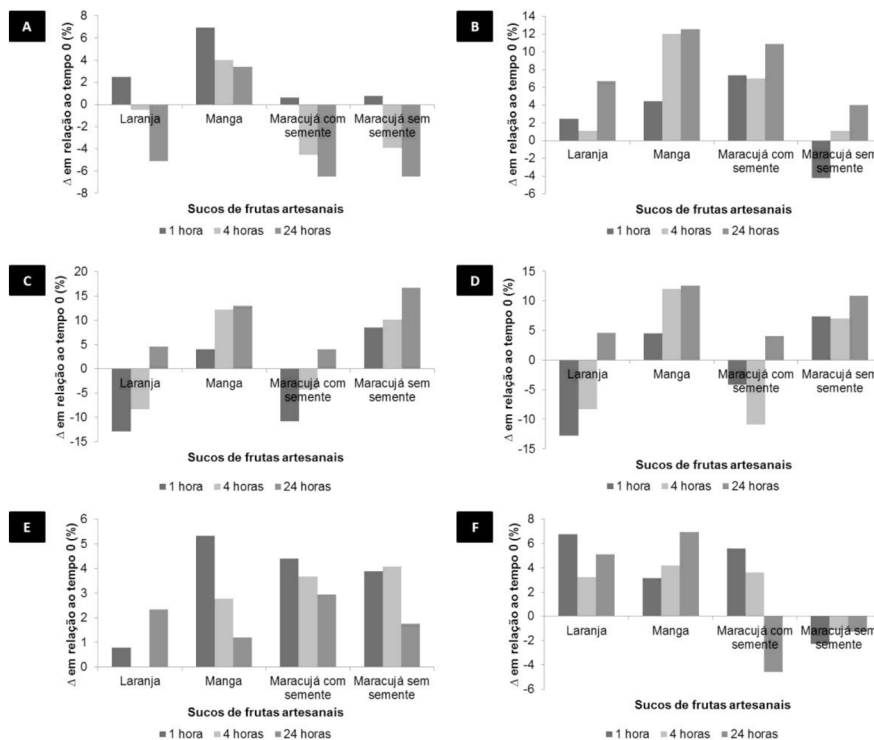 A
Δ em relação ao tempo 0 (%)
8
6
4
2
0
-2
-4
-6
-8
Laranja
Manga
Maracujá com semente
Maracujá sem semente
Sucos de frutas artesanais
1 hora 4 horas 24 horas
B
Δ em relação ao tempo 0 (%)
14
12
10
8
6
4
2
0
-2
-4
-6
Laranja
Manga
Maracujá com semente
Maracujá sem semente
Sucos de frutas artesanais
1 hora 4 horas 24 horas
C
Δ em relação ao tempo 0 (%)
20
15
10
5
0
-5
-10
-15
Laranja
Manga
Maracujá com semente
Maracujá sem semente
Sucos de frutas artesanais
1 hora 4 horas 24 horas
D
Δ em relação ao tempo 0 (%)
15
10
5
0
-5
-10
-15
Laranja
Manga
Maracujá com semente
Maracujá sem semente
Sucos de frutas artesanais
1 hora 4 horas 24 horas
E
Δ em relação ao tempo 0 (%)
6
5
4
3
2
1
0
Laranja
Manga
Maracujá com semente
Maracujá sem semente
Sucos de frutas artesanais
1 hora 4 horas 24 horas
F
Δ em relação ao tempo 0 (%)
8
6
4
2
0
-2
-4
-6
Laranja
Manga
Maracujá com semente
Maracujá sem semente
Sucos de frutas artesanais
1 hora 4 horas 24 horas